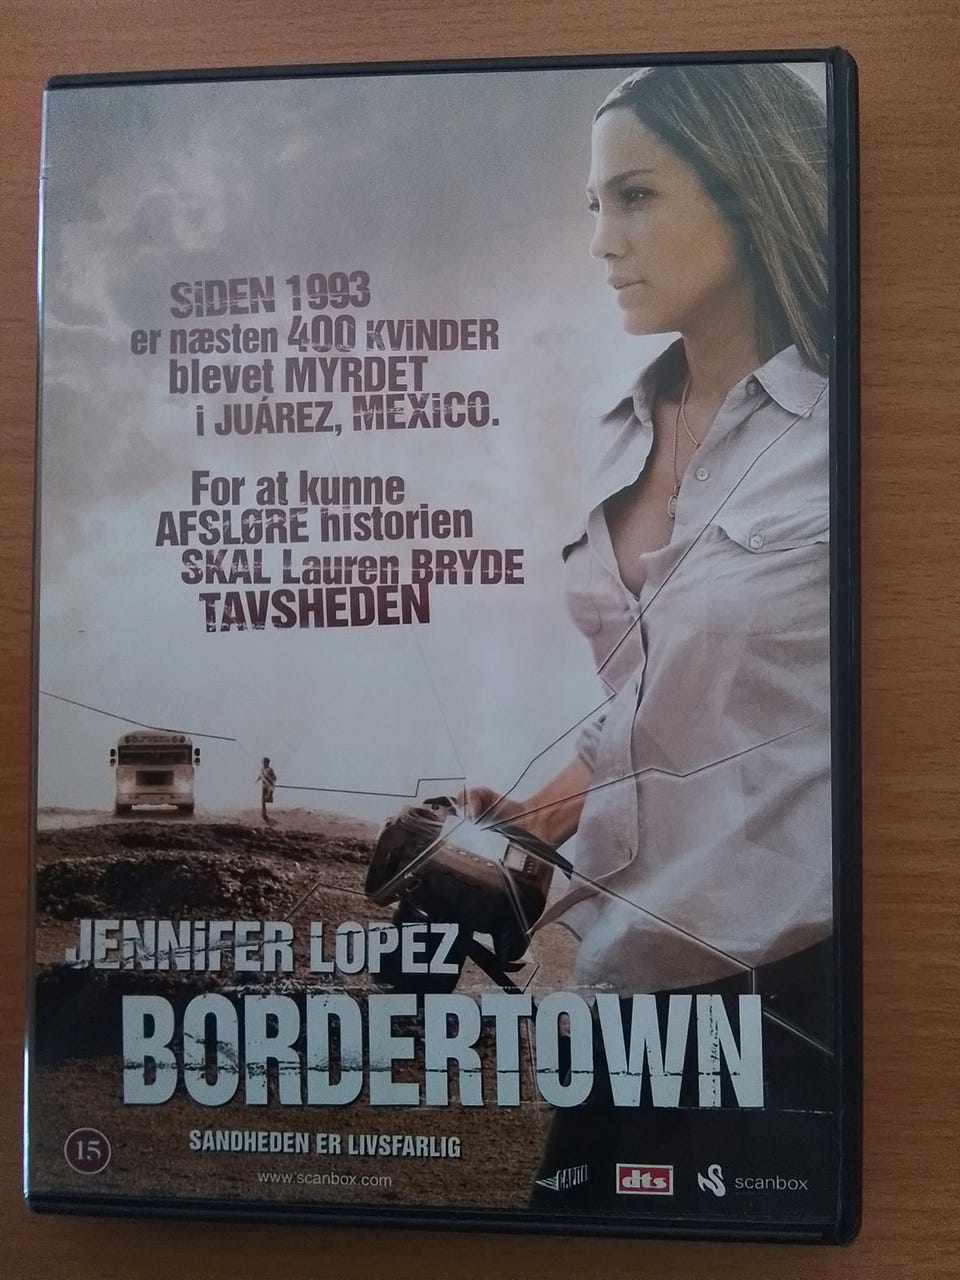 SiDEN 1993
er næsten 400 KViNDER
blevet MYRDET
i JUÁREZ, MEXiCO.
For at kunne
AFSLØRE historien
SKAL Lauren BRYDE
TAVSHEDEN
JENNiFER LOPEZ
BORDERTOWN
15
SANDHEDEN ER LIVSFARLIG
www.scanbox.com
dts
scanbox